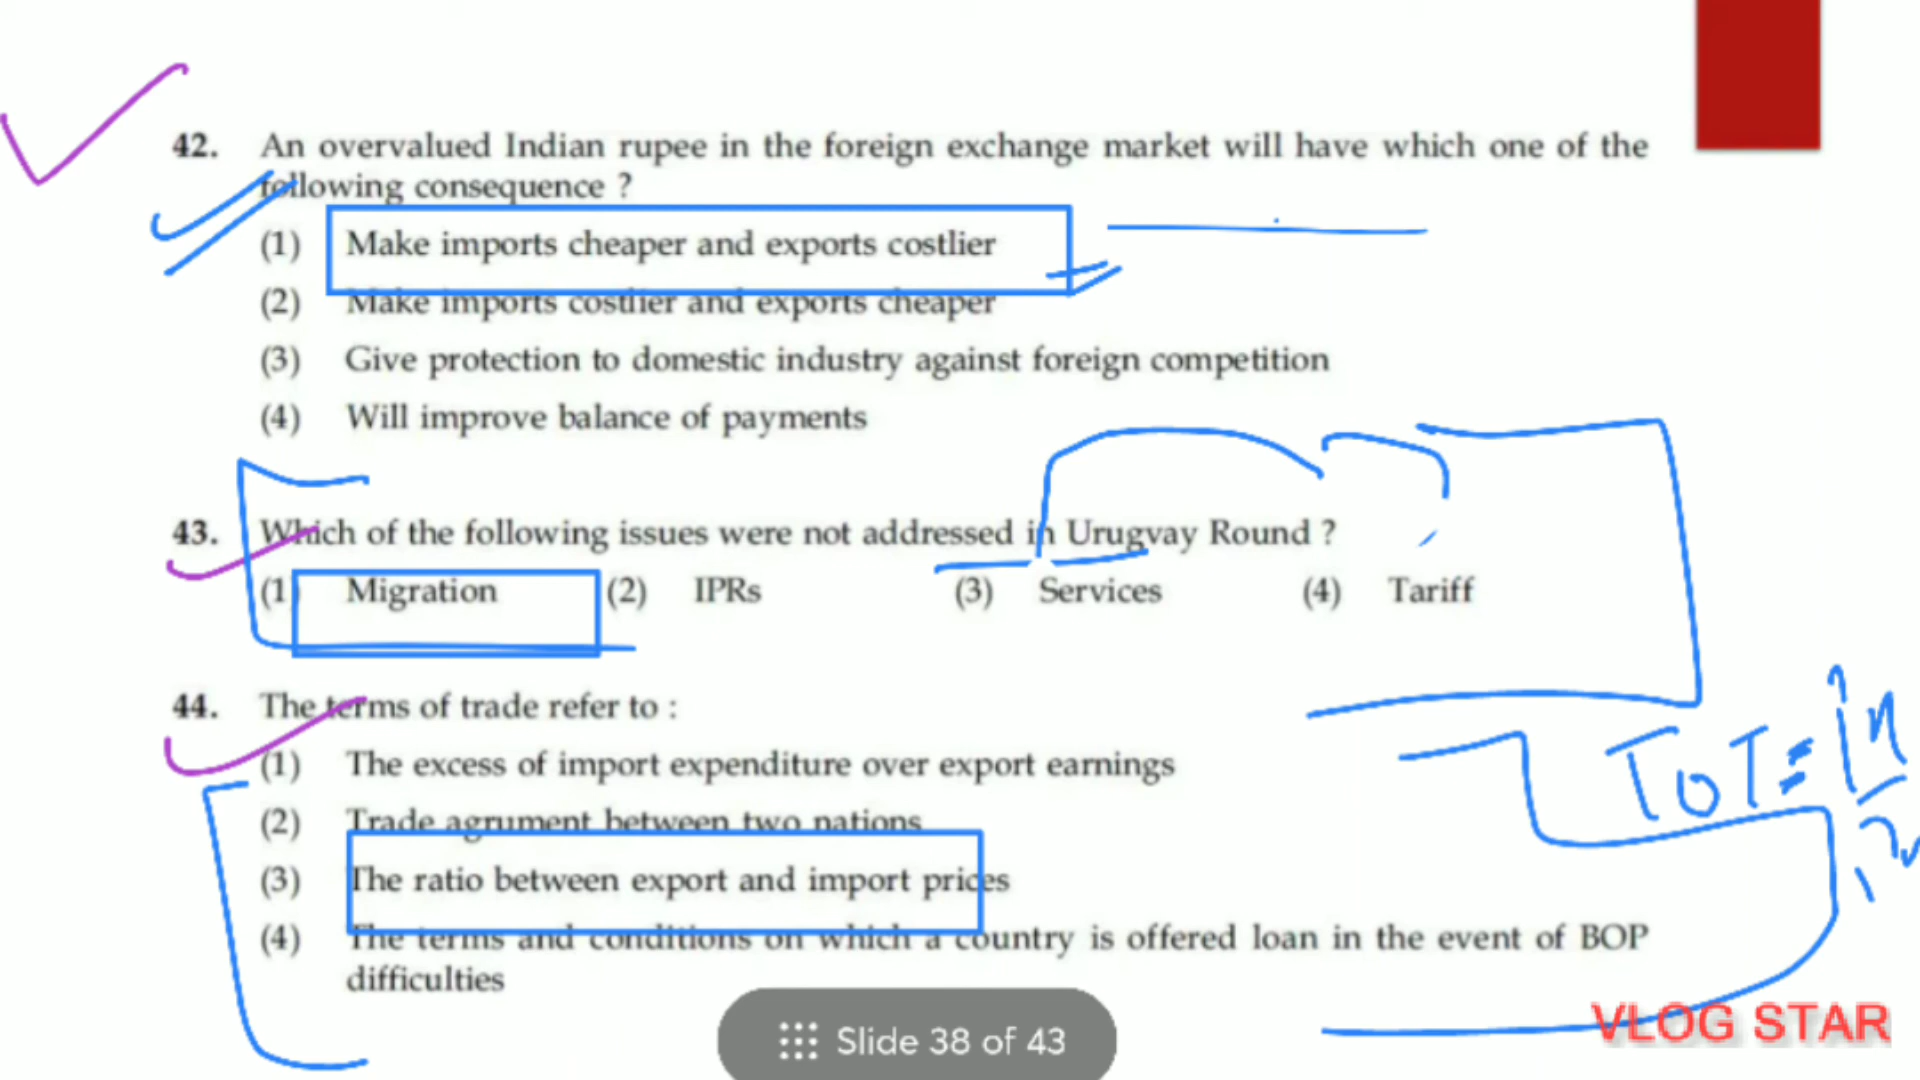 42. An overvalued Indian rupee in the foreign exchange market will have which one of the
following consequence ?
(1) Make imports cheaper and exports costlier
(2) Make imports costlier and exports cheaper
(3) Give protection to domestic industry against foreign competition
(4) Will improve balance of payments
43. Which of the following issues were not addressed in Urugvay Round ?
(1) Migration (2) IPRs (3) Services (4) Tariff
44. The terms of trade refer to :
(1) The excess of import expenditure over export earnings
(2) Trade agrument between two nations
(3) The ratio between export and import prices
(4) The terms and conditions on which a country is offered loan in the event of BOP
difficulties
TOT =
Slide 38 of 43
VLOG STAR